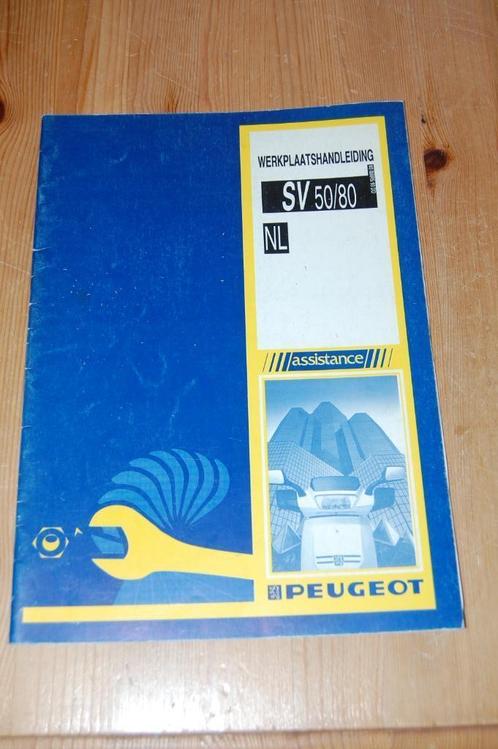 WERKPLAATSHANDLEIDING
SV 50/80
NL
assistance
PEUGEOT